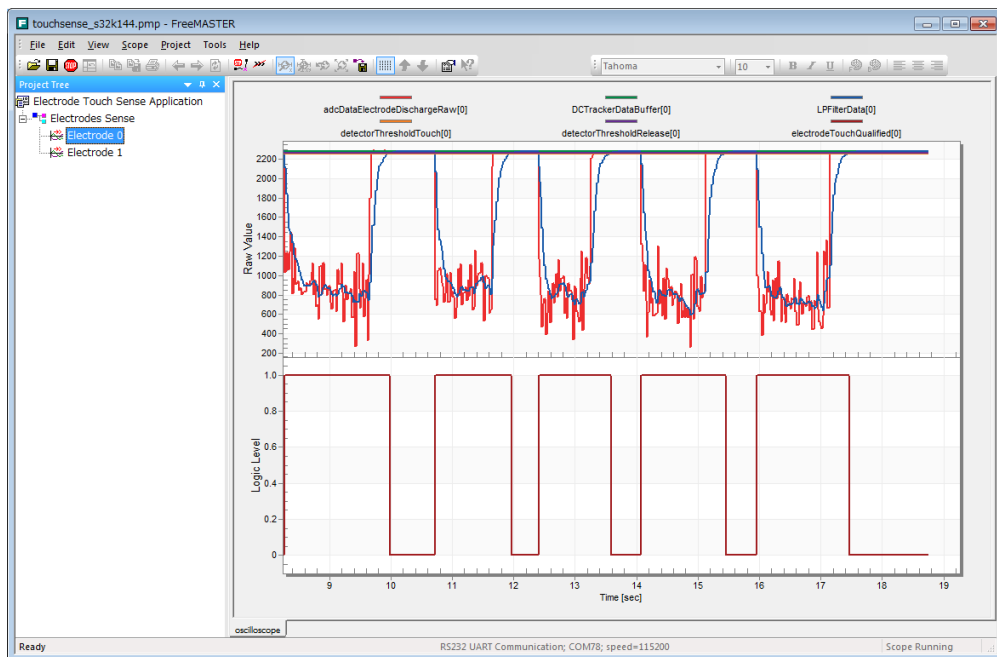 touchsense_s32k144.pmp - FreeMASTER
File Edit View Scope Project Tools Help
Tahoma 10 B I U
Project Tree
Electrode Touch Sense Application
Electrodes Sense
Electrode 0
Electrode 1
adcDataElectrodeDischargeRaw[0] DCTrackerDataBuffer[0] LPFilterData[0]
detectorThresholdTouch[0] detectorThresholdRelease[0] electrodeTouchQualified[0]
Raw Value
2200
2000
1800
1600
1400
1200
1000
800
600
400
200
Logic Level
1.0
0.8
0.6
0.4
0.2
0
9 10 11 12 13 14 15 16 17 18 19
Time [sec]
oscilloscope
Ready RS232 UART Communication; COM78; speed=115200 Scope Running